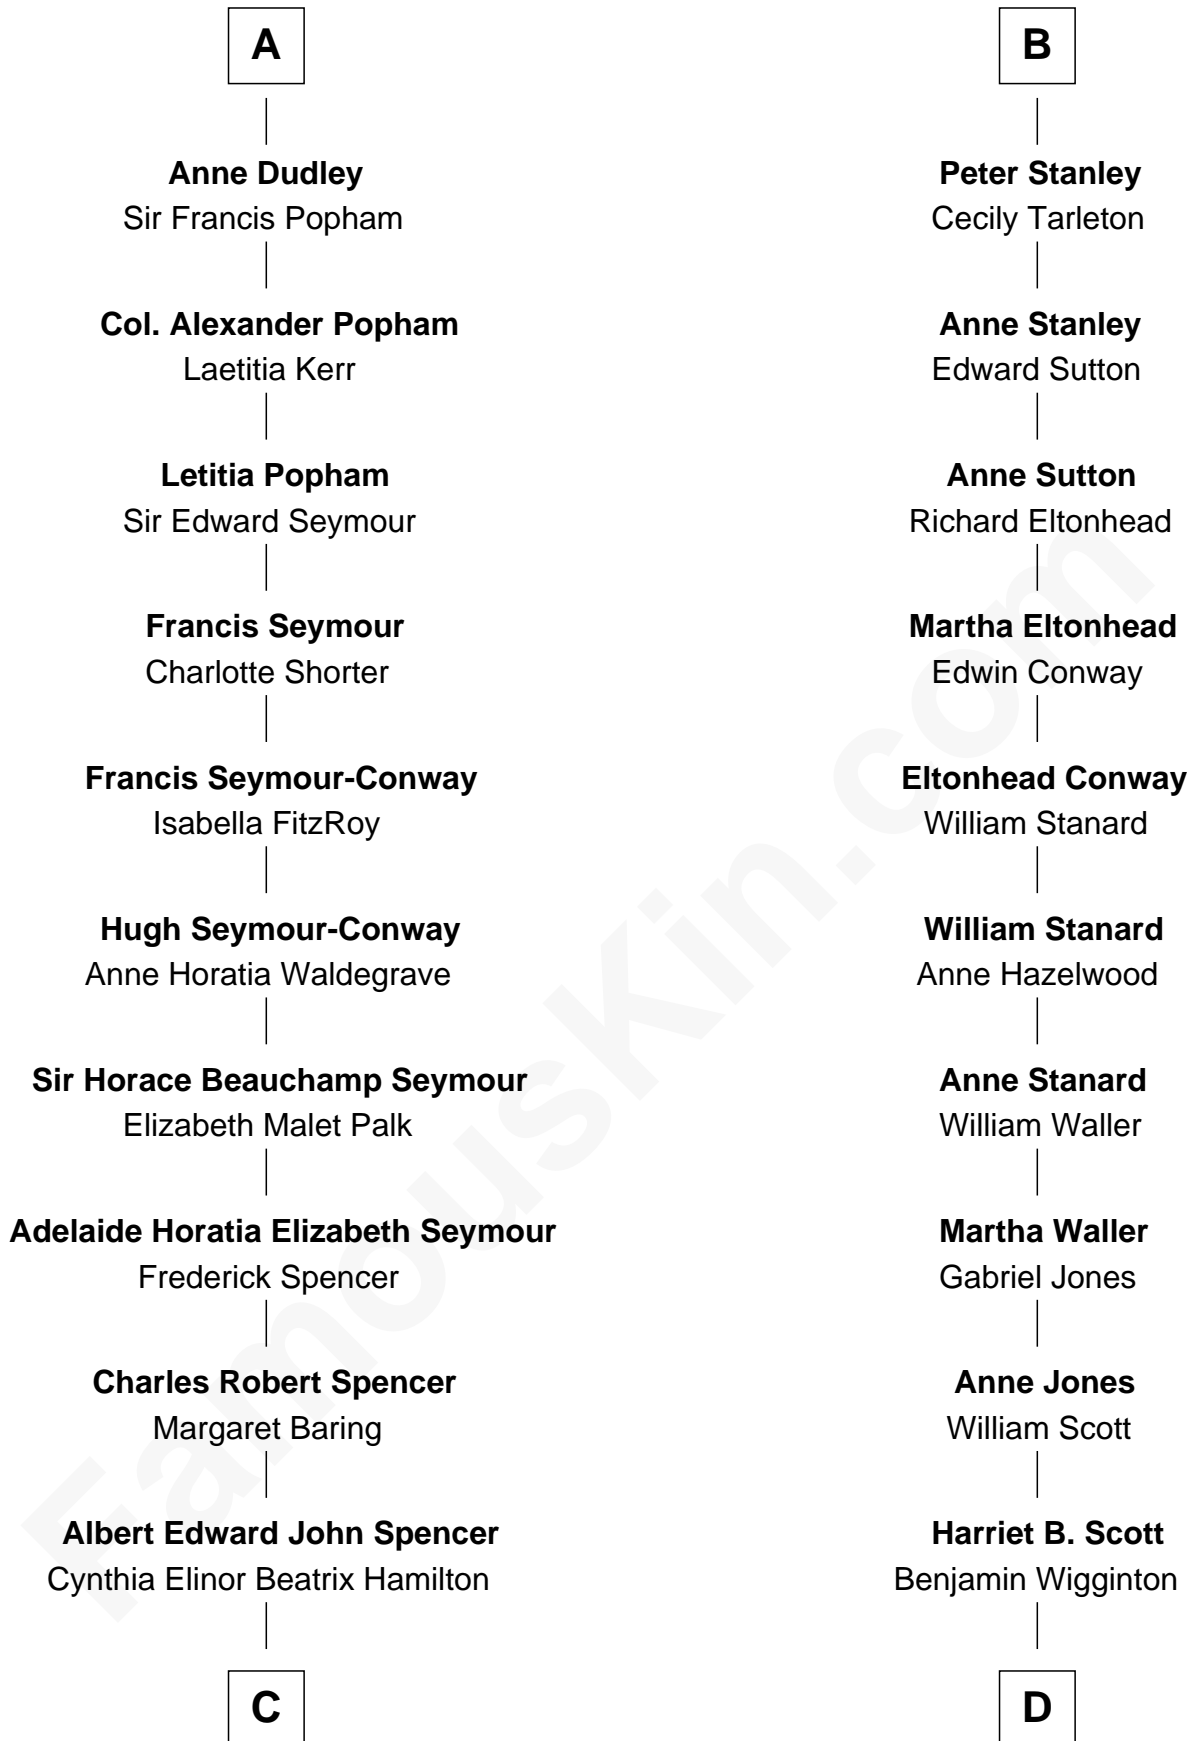 A
Anne Dudley
Sir Francis Popham
Col. Alexander Popham
Laetitia Kerr
Letitia Popham
Sir Edward Seymour
Francis Seymour
Charlotte Shorter
Francis Seymour-Conway
Isabella FitzRoy
Hugh Seymour-Conway
Anne Horatia Waldegrave
Sir Horace Beauchamp Seymour
Elizabeth Malet Palk
Adelaide Horatia Elizabeth Seymour
Frederick Spencer
Charles Robert Spencer
Margaret Baring
Albert Edward John Spencer
Cynthia Elinor Beatrix Hamilton
C
B
Peter Stanley
Cecily Tarleton
Anne Stanley
Edward Sutton
Anne Sutton
Richard Eltonhead
Martha Eltonhead
Edwin Conway
Eltonhead Conway
William Stanard
William Stanard
Anne Hazelwood
Anne Stanard
William Waller
Martha Waller
Gabriel Jones
Anne Jones
William Scott
Harriet B. Scott
Benjamin Wigginton
D
FamousKin.com